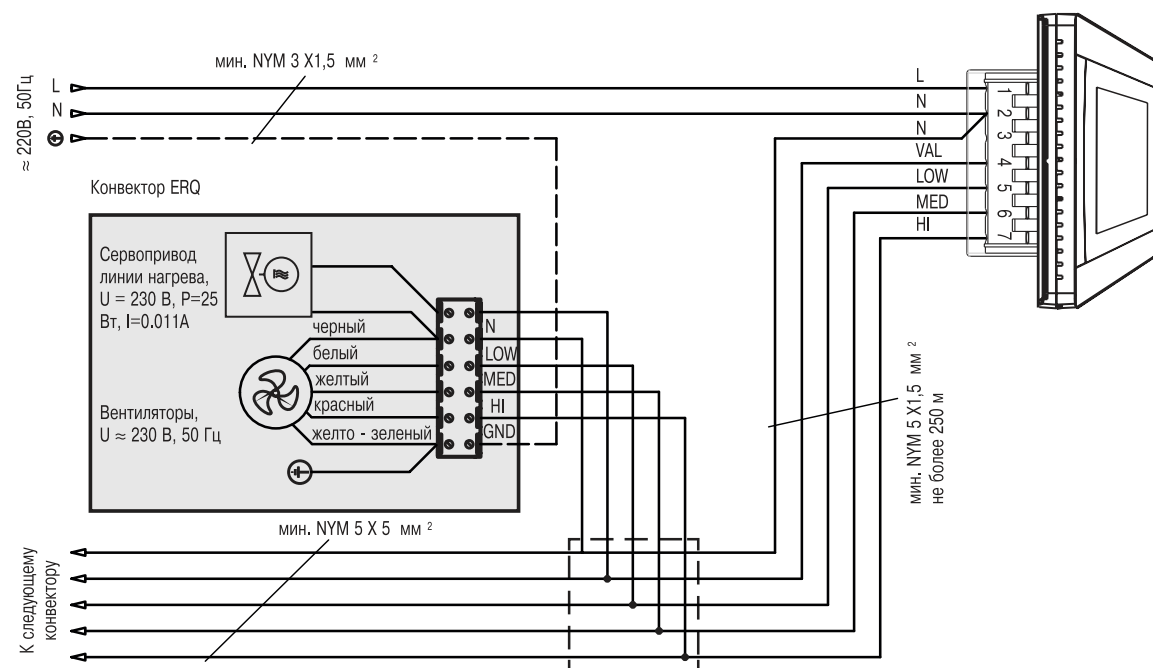 мин. NYM 3 X1,5 мм ²
≈ 220В, 50Гц
L
N
L
N
N
VAL
LOW
MED
HI
1
2
3
4
5
6
7
Конвектор ERQ
Сервопривод
линии нагрева,
U = 230 В, P=25
Вт, I=0.011А
черный
белый
желтый
красный
желто - зеленый
N
LOW
MED
HI
GND
Вентиляторы,
U ≈ 230 В, 50 Гц
мин. NYM 5 X1,5 мм ²
не более 250 м
мин. NYM 5 X 5 мм ²
К следующему
конвектору